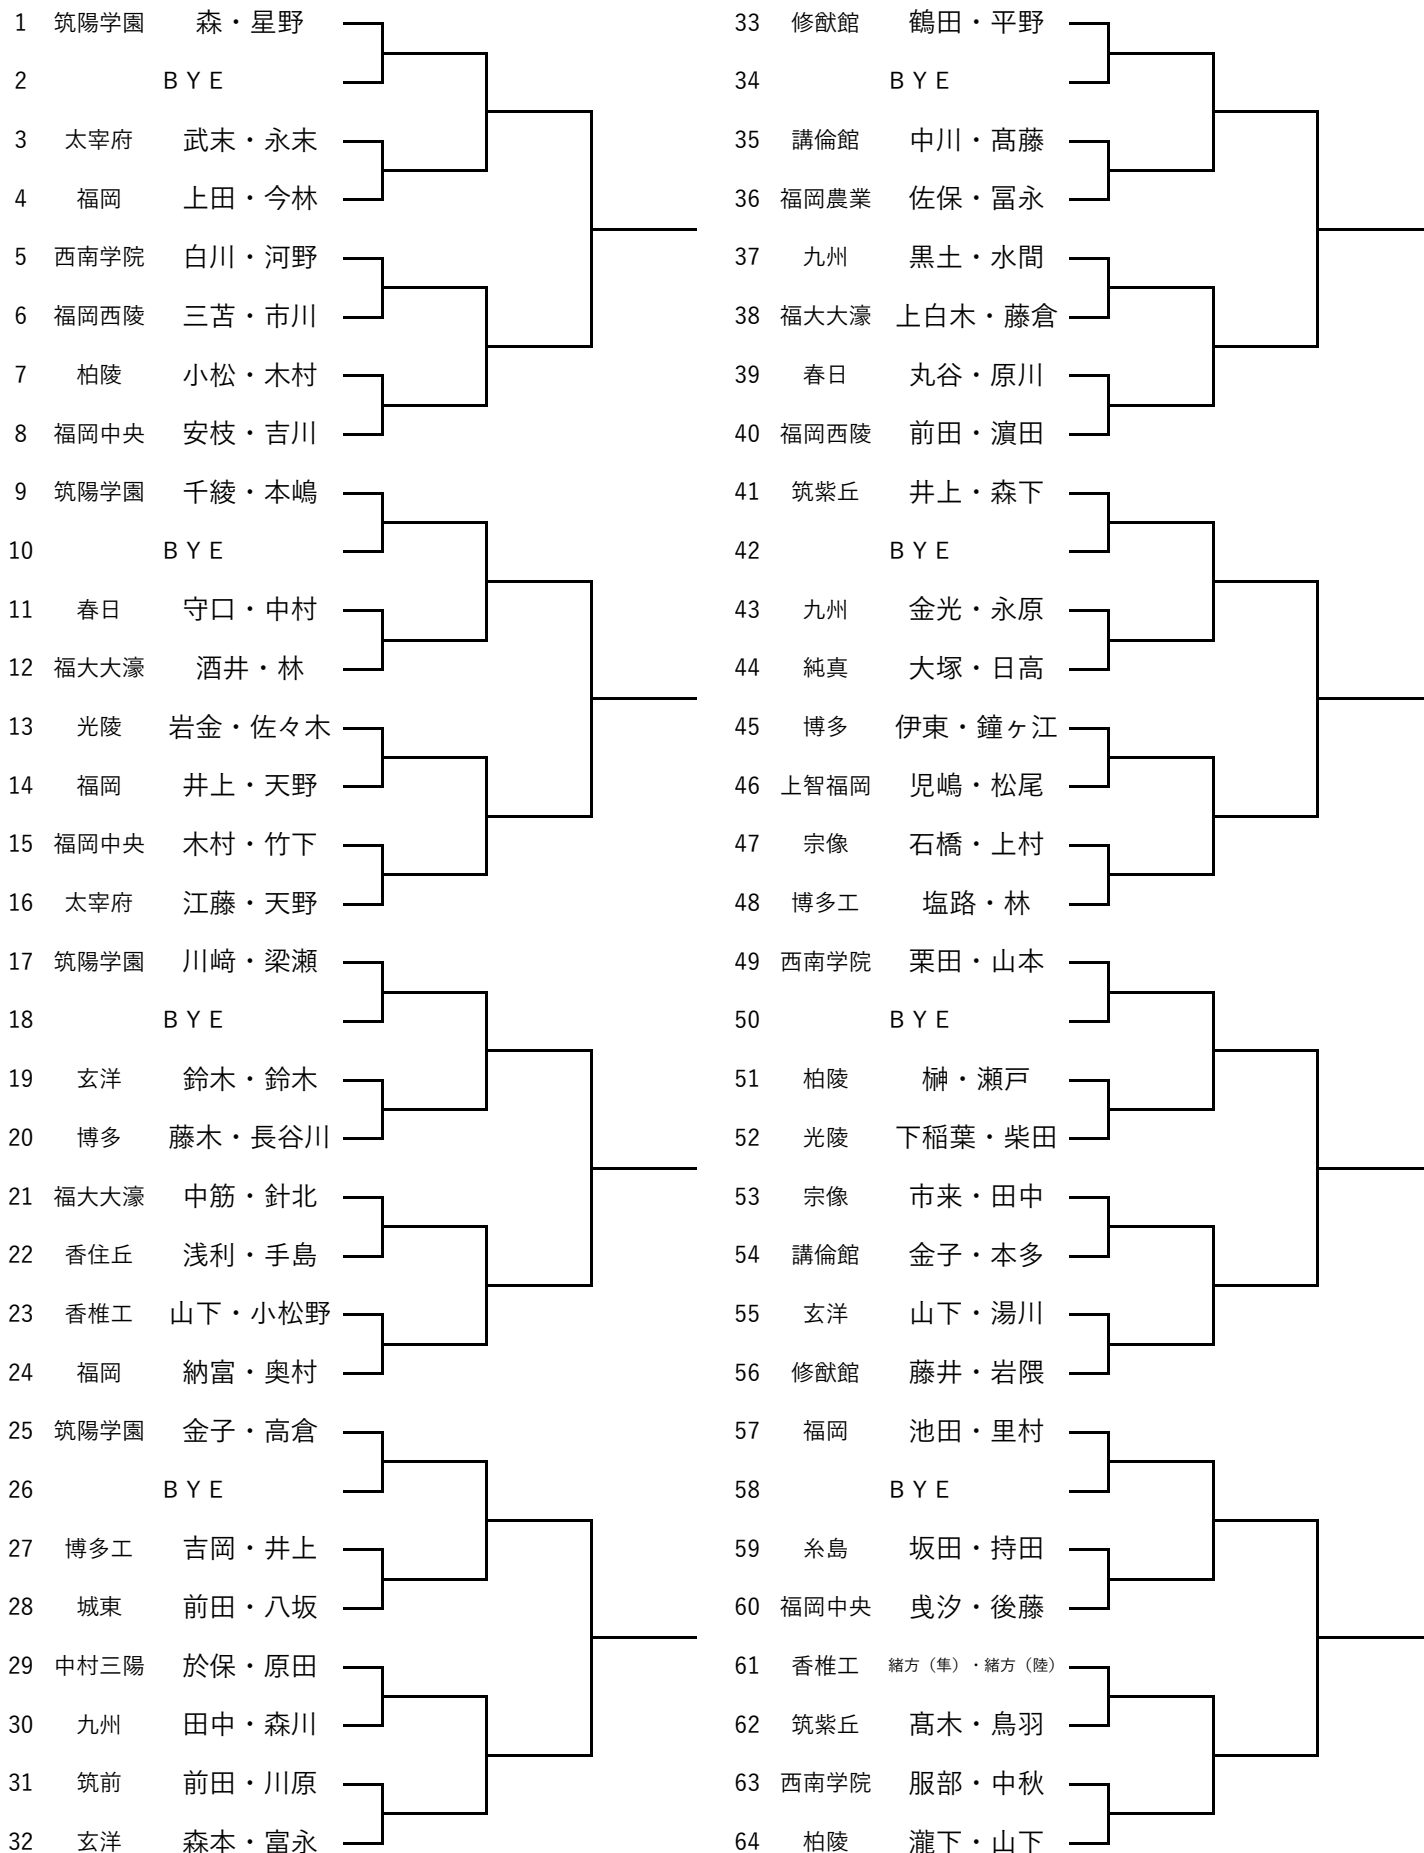 1 筑陽学園 森・星野
2 ＢＹＥ
3 太宰府 武末・永末
4 福岡 上田・今林
5 西南学院 白川・河野
6 福岡西陵 三苫・市川
7 柏陵 小松・木村
8 福岡中央 安枝・吉川
9 筑陽学園 千綾・本嶋
10 ＢＹＥ
11 春日 守口・中村
12 福大大濠 酒井・林
13 光陵 岩金・佐々木
14 福岡 井上・天野
15 福岡中央 木村・竹下
16 太宰府 江藤・天野
17 筑陽学園 川﨑・梁瀬
18 ＢＹＥ
19 玄洋 鈴木・鈴木
20 博多 藤木・長谷川
21 福大大濠 中筋・針北
22 香住丘 浅利・手島
23 香椎工 山下・小松野
24 福岡 納富・奥村
25 筑陽学園 金子・高倉
26 ＢＹＥ
27 博多工 吉岡・井上
28 城東 前田・八坂
29 中村三陽 於保・原田
30 九州 田中・森川
31 筑前 前田・川原
32 玄洋 森本・富永
33 修猷館 鶴田・平野
34 ＢＹＥ
35 講倫館 中川・髙藤
36 福岡農業 佐保・冨永
37 九州 黒土・水間
38 福大大濠 上白木・藤倉
39 春日 丸谷・原川
40 福岡西陵 前田・濵田
41 筑紫丘 井上・森下
42 ＢＹＥ
43 九州 金光・永原
44 純真 大塚・日高
45 博多 伊東・鐘ヶ江
46 上智福岡 児嶋・松尾
47 宗像 石橋・上村
48 博多工 塩路・林
49 西南学院 栗田・山本
50 ＢＹＥ
51 柏陵 榊・瀬戸
52 光陵 下稲葉・柴田
53 宗像 市来・田中
54 講倫館 金子・本多
55 玄洋 山下・湯川
56 修猷館 藤井・岩隈
57 福岡 池田・里村
58 ＢＹＥ
59 糸島 坂田・持田
60 福岡中央 曵汐・後藤
61 香椎工 緒方（隼）・緒方（陸）
62 筑紫丘 髙木・鳥羽
63 西南学院 服部・中秋
64 柏陵 瀧下・山下